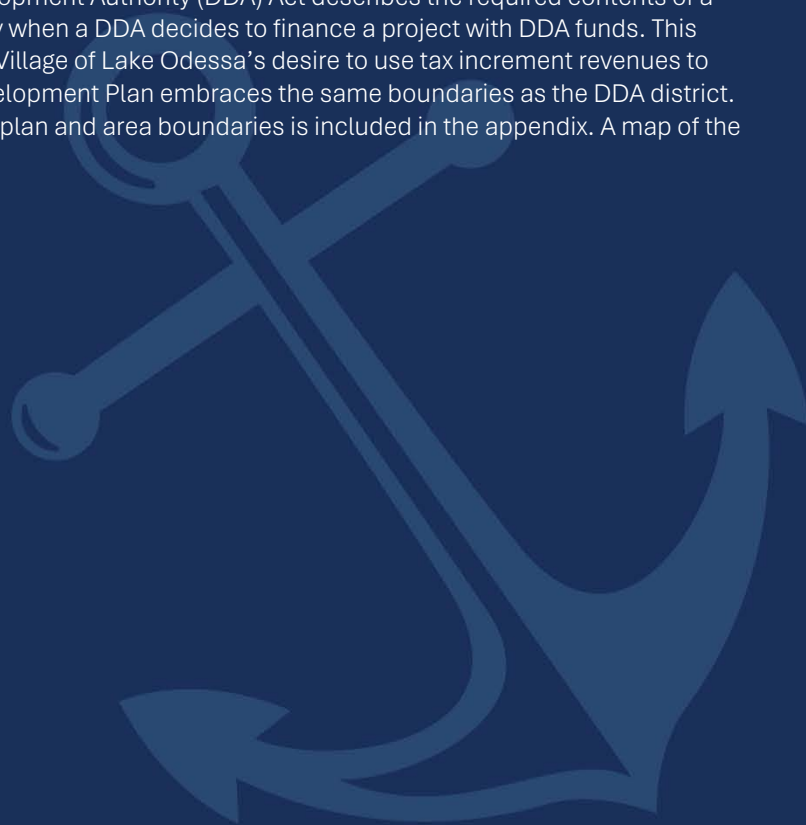 opment Authority (DDA) Act describes the required contents of a
when a DDA decides to finance a project with DDA funds. This
Village of Lake Odessa’s desire to use tax increment revenues to
elopment Plan embraces the same boundaries as the DDA district.
plan and area boundaries is included in the appendix. A map of the